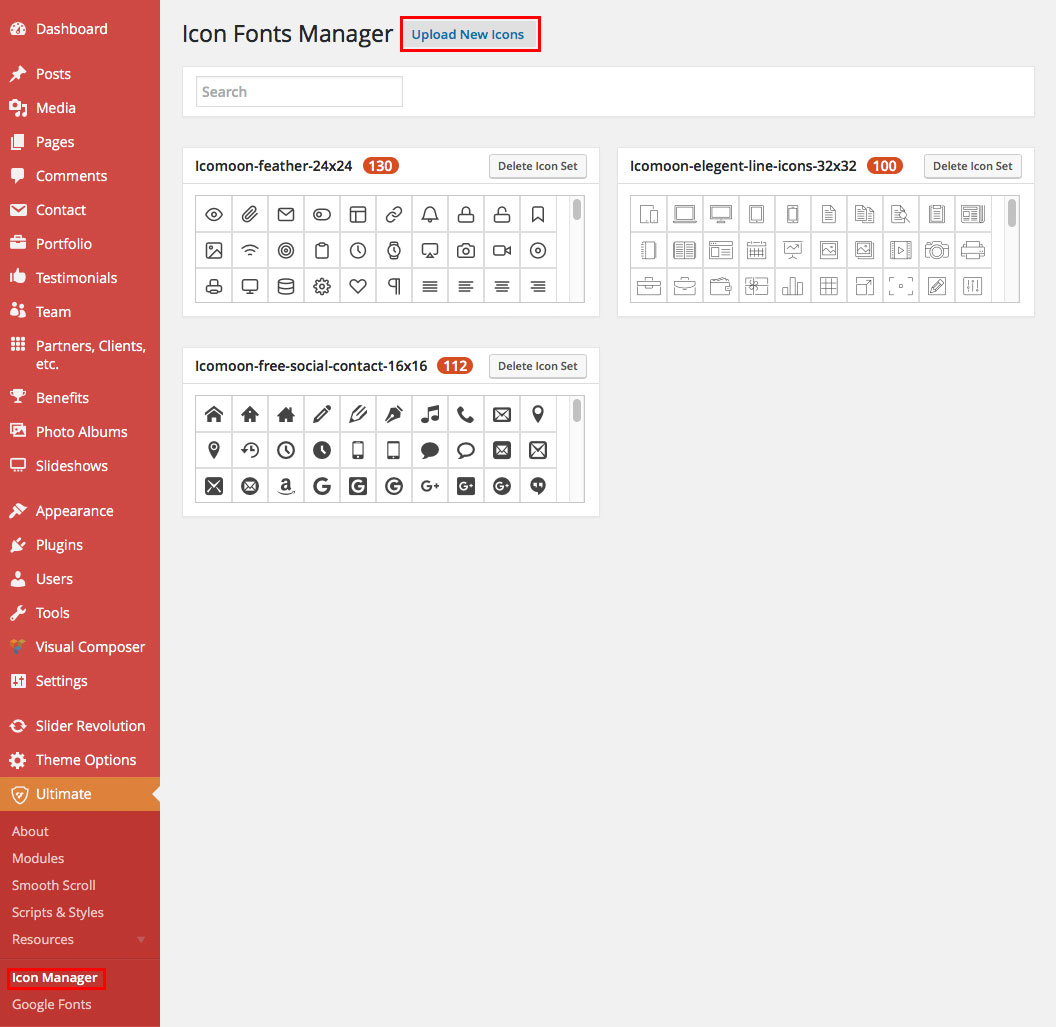 Dashboard
Posts
Media
Pages
Comments
Contact
Portfolio
Testimonials
Team
Partners, Clients,
etc.
Benefits
Photo Albums
Slideshows
Appearance
Plugins
Users
Tools
Visual Composer
Settings
Slider Revolution
Theme Options
Ultimate
About
Modules
Smooth Scroll
Scripts & Styles
Resources
Icon Manager
Google Fonts
Icon Fonts Manager Upload New Icons
Search
Icomoon-feather-24x24 130 Delete Icon Set
Icomoon-elegent-line-icons-32x32 100 Delete Icon Set
Icomoon-free-social-contact-16x16 112 Delete Icon Set